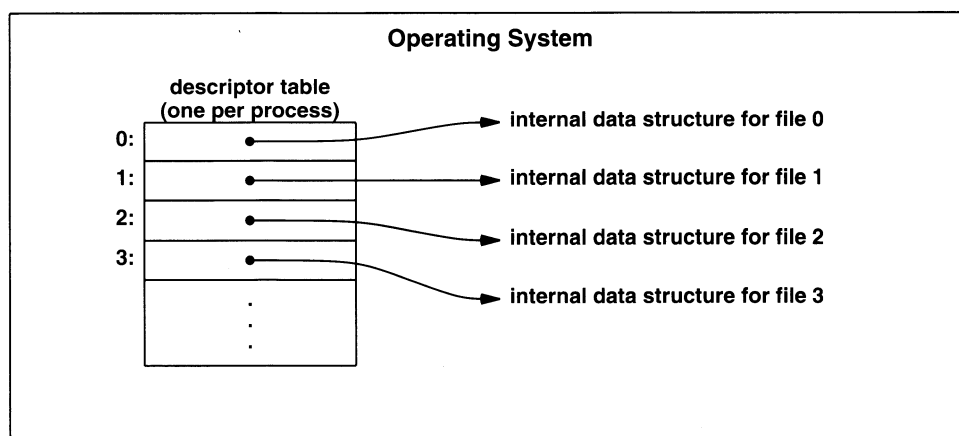 Operating System
descriptor table
(one per process)
0:
1:
2:
3:
internal data structure for file 0
internal data structure for file 1
internal data structure for file 2
internal data structure for file 3